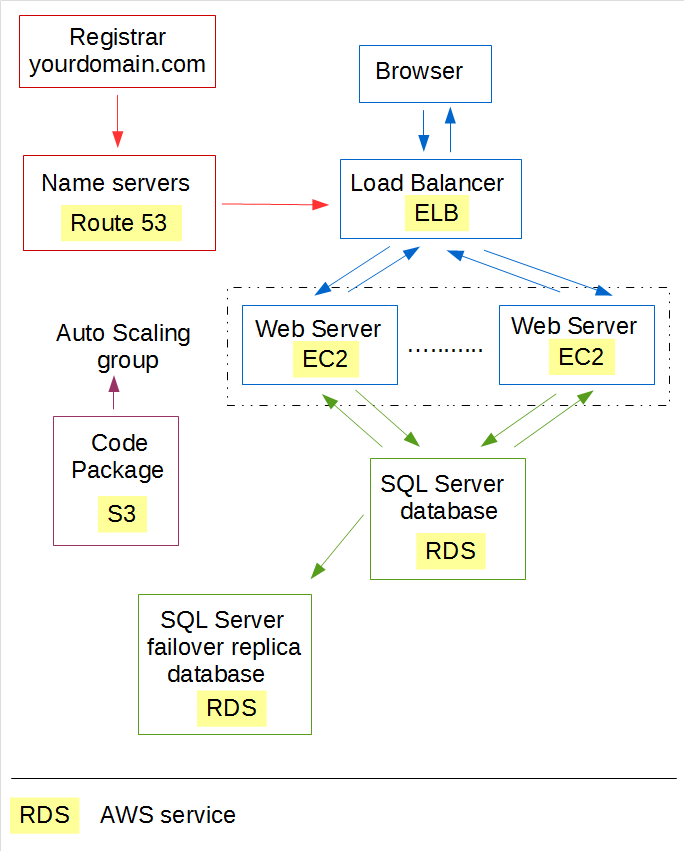 Registrar
yourdomain.com
Browser
Name servers
Route 53
Load Balancer
ELB
Auto Scaling
group
Web Server
EC2
...........
Web Server
EC2
Code
Package
S3
SQL Server
database
RDS
SQL Server
failover replica
database
RDS
RDS AWS service